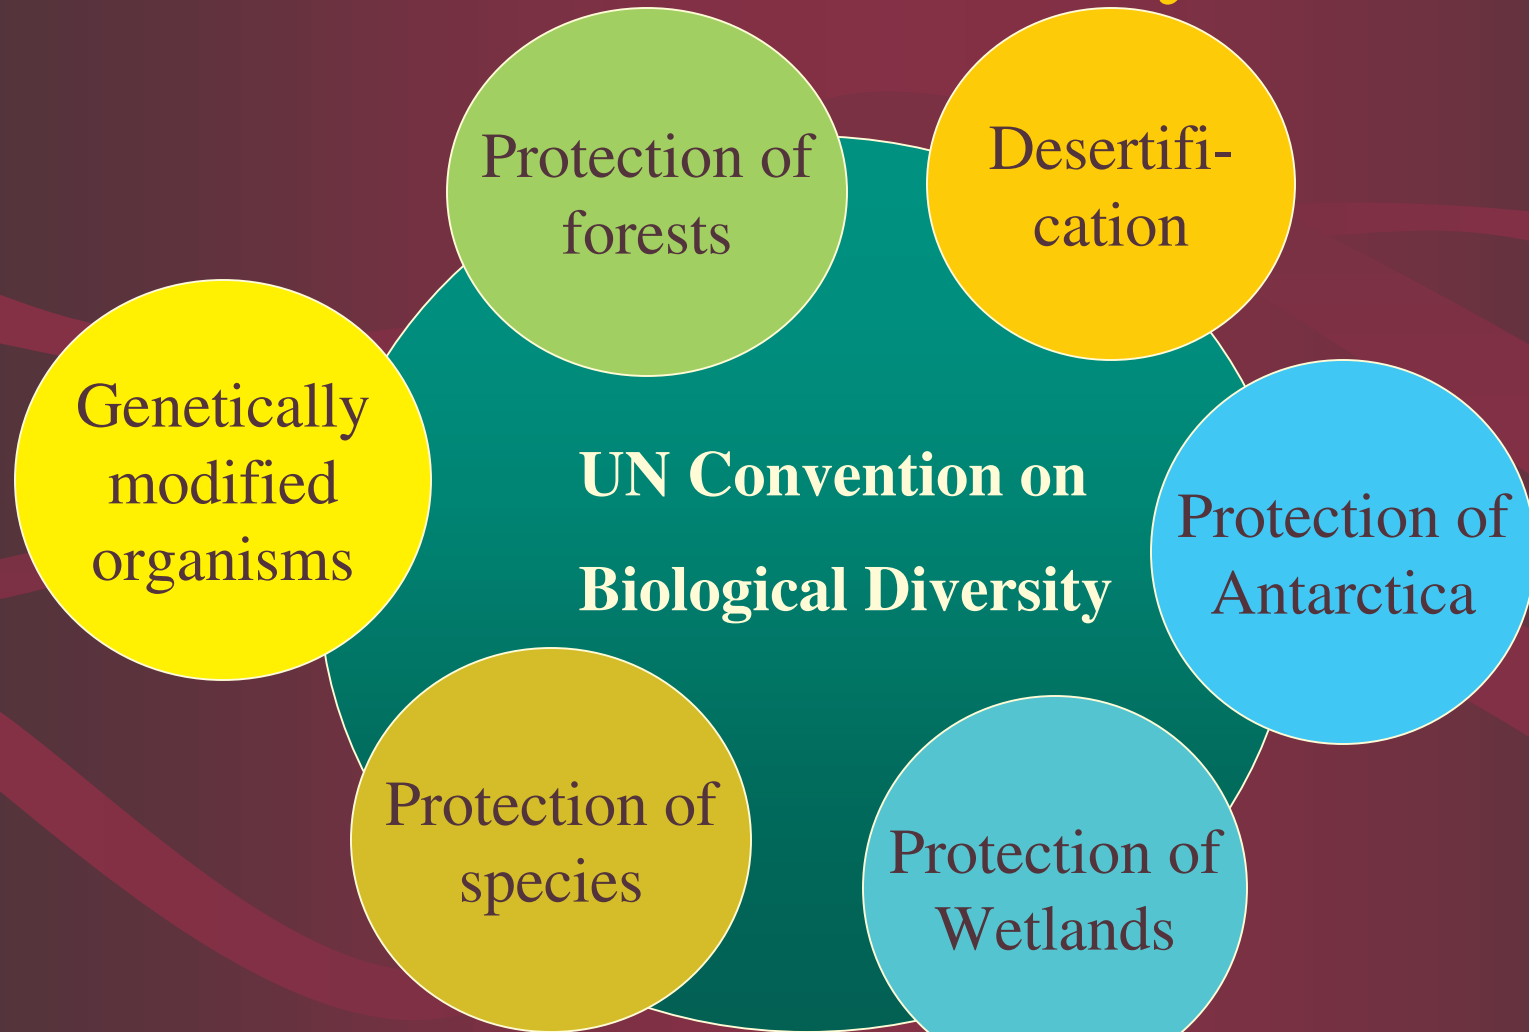 Protection of
forests
Desertifi-
cation
Genetically
modified
organisms
UN Convention on
Biological Diversity
Protection of
Antarctica
Protection of
species
Protection of
Wetlands